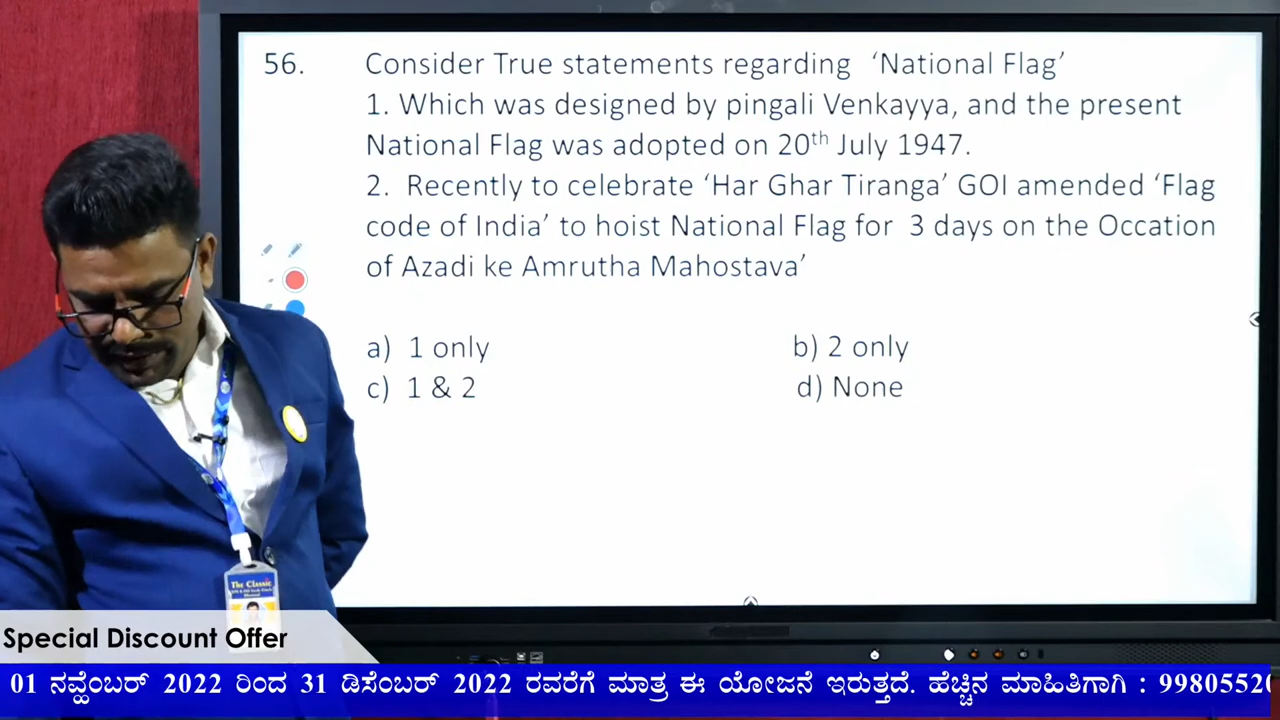 56. Consider True statements regarding 'National Flag'
1. Which was designed by pingali Venkayya, and the present
National Flag was adopted on 20th July 1947.
2. Recently to celebrate 'Har Ghar Tiranga' GOI amended 'Flag
code of India' to hoist National Flag for 3 days on the Occation
of Azadi ke Amrutha Mahostava'
a) 1 only b) 2 only
c) 1 & 2 d) None
The Classic
Special Discount Offer
01 ನವ್ಹೆಂಬರ್ 2022 ರಿಂದ 31 ಡಿಸೆಂಬರ್ 2022 ರವರೆಗೆ ಮಾತ್ರ ಈ ಯೋಜನೆ ಇರುತ್ತದೆ. ಹೆಚ್ಚಿನ ಮಾಹಿತಿಗಾಗಿ : 99805520